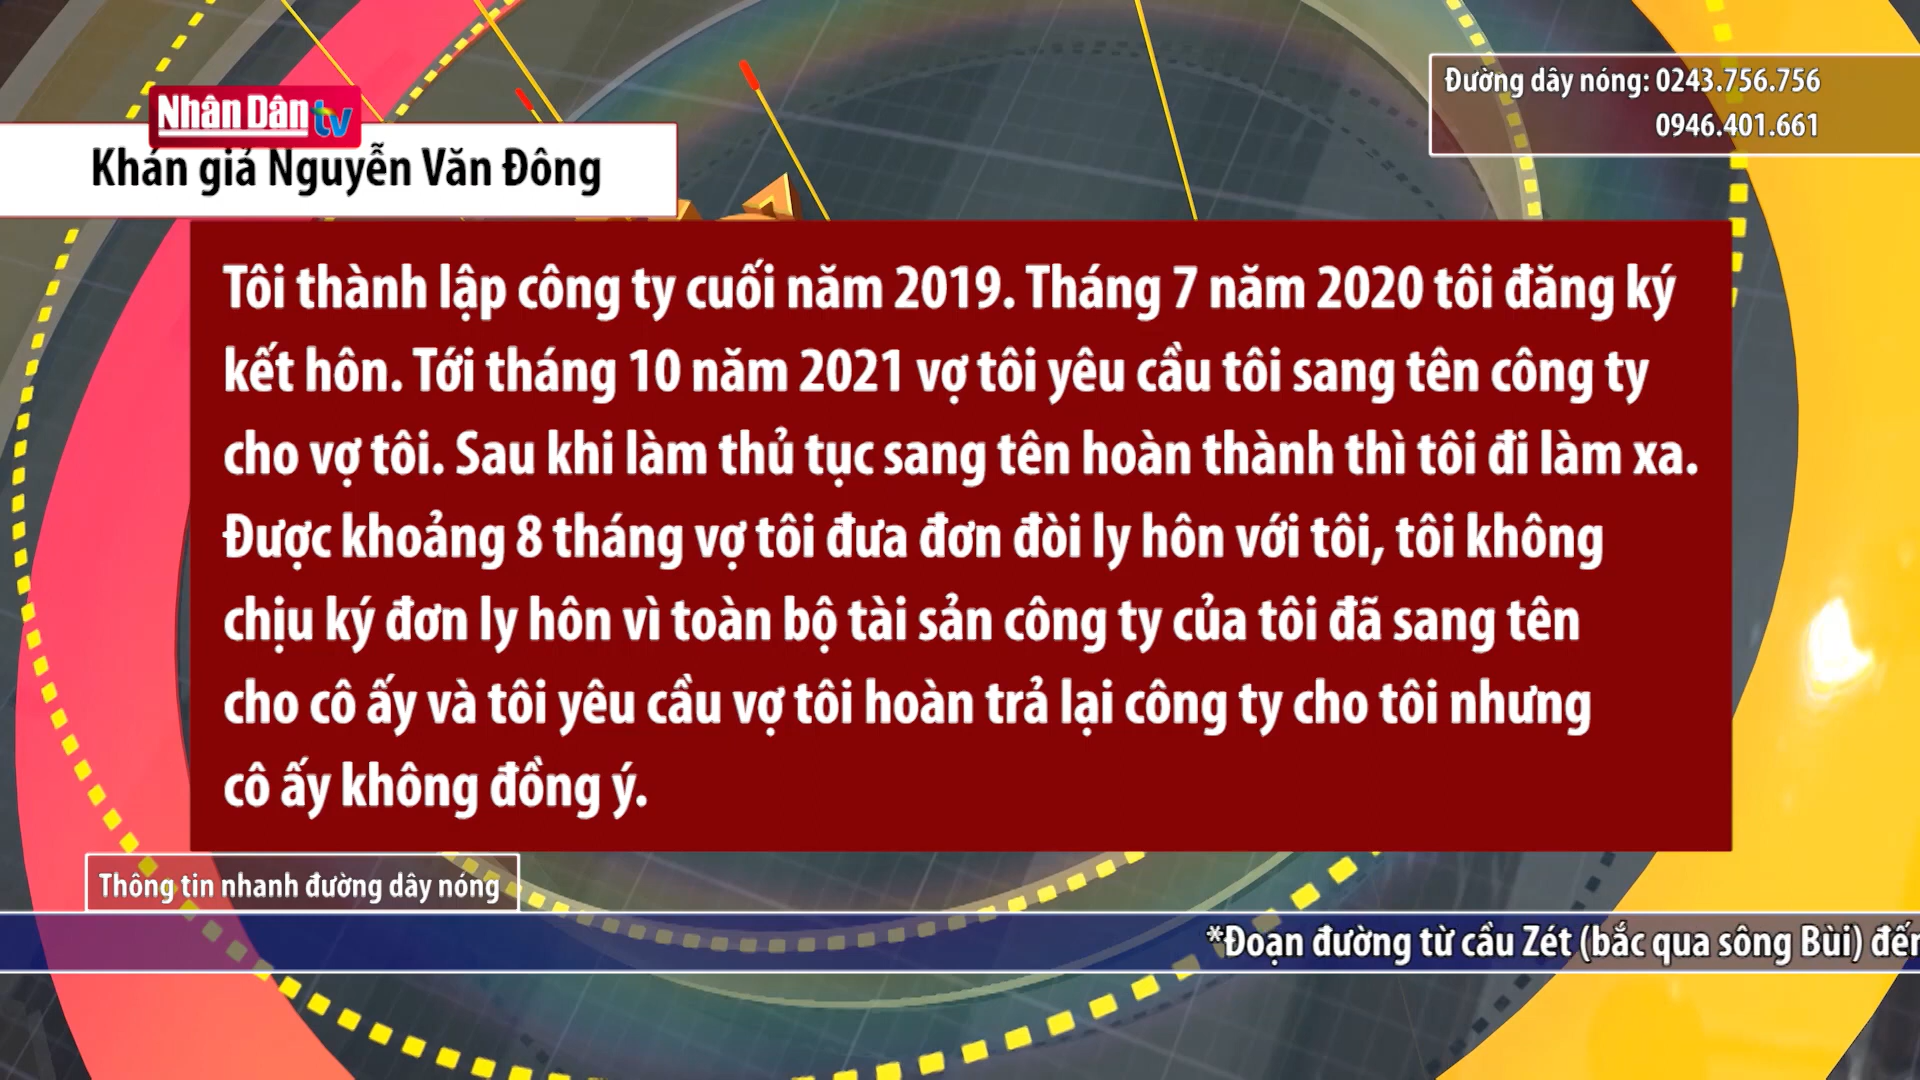 Đường dây nóng: 0243.756.756
0946.401.661
Nhân Dân tv
Khán giả Nguyễn Văn Đông
Tôi thành lập công ty cuối năm 2019. Tháng 7 năm 2020 tôi đăng ký
kết hôn. Tới tháng 10 năm 2021 vợ tôi yêu cầu tôi sang tên công ty
cho vợ tôi. Sau khi làm thủ tục sang tên hoàn thành thì tôi đi làm xa.
Được khoảng 8 tháng vợ tôi đưa đơn đòi ly hôn với tôi, tôi không
chịu ký đơn ly hôn vì toàn bộ tài sản công ty của tôi đã sang tên
cho cô ấy và tôi yêu cầu vợ tôi hoàn trả lại công ty cho tôi nhưng
cô ấy không đồng ý.
Thông tin nhanh đường dây nóng
*Đoạn đường từ cầu Zét (bắc qua sông Bùi)